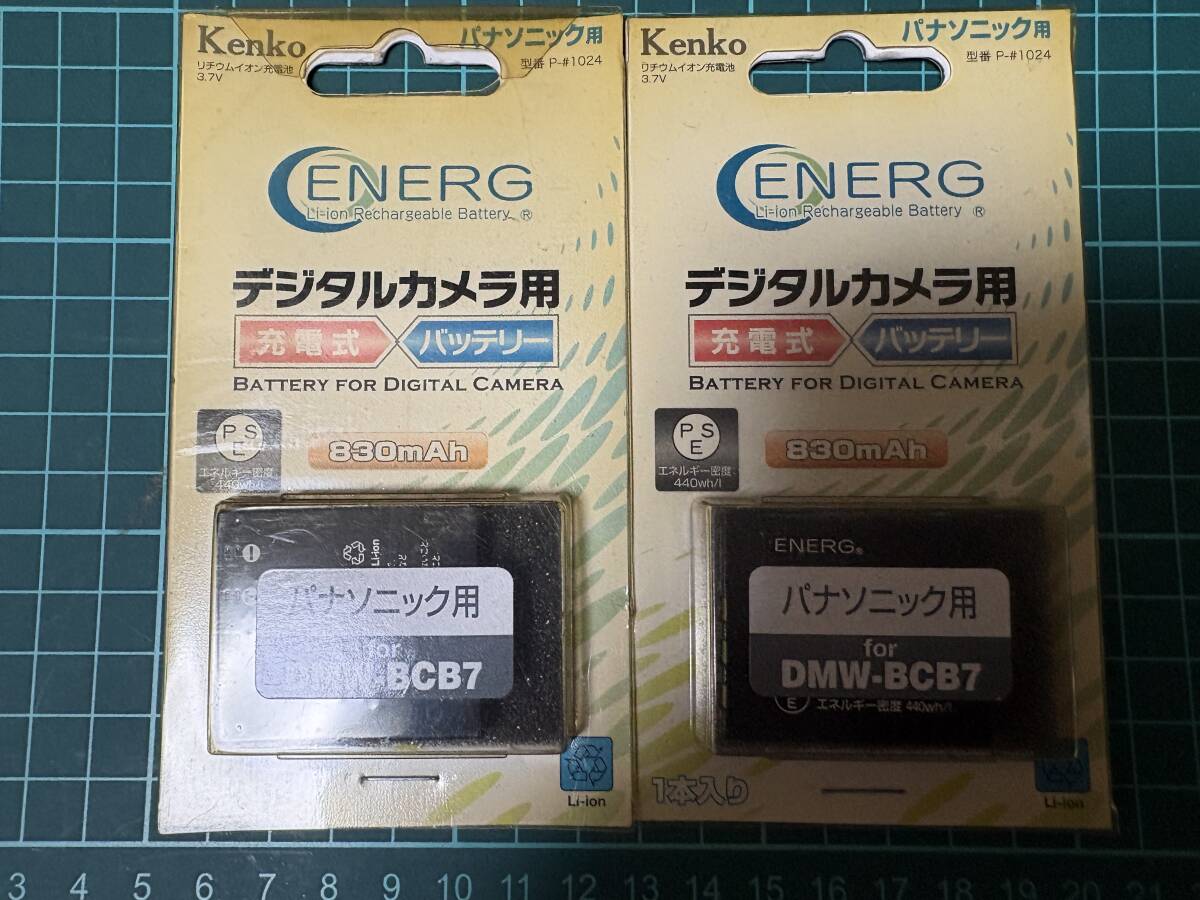 Kenko
リチウムイオン充電池
3.7V
パナソニック用
型番 P-#1024
ENERG
Li-ion Rechargeable Battery ®
デジタルカメラ用
充電式
バッテリー
BATTERY FOR DIGITAL CAMERA
PSE
エネルギー密度
440wh/l
830mAh
Li-ion
パナソニック用
for
DMW-BCB7
Li-ion
Kenko
リチウムイオン充電池
3.7V
パナソニック用
型番 P-#1024
ENERG
Li-ion Rechargeable Battery ®
デジタルカメラ用
充電式
バッテリー
BATTERY FOR DIGITAL CAMERA
PSE
エネルギー密度
440wh/l
830mAh
ENERG®
パナソニック用
for
DMW-BCB7
E
エネルギー密度 440wh/l
1本入り
Li-ion
3 4 5 6 7 8 9 10 11 12 13 14 15 16 17 18 19 20 21